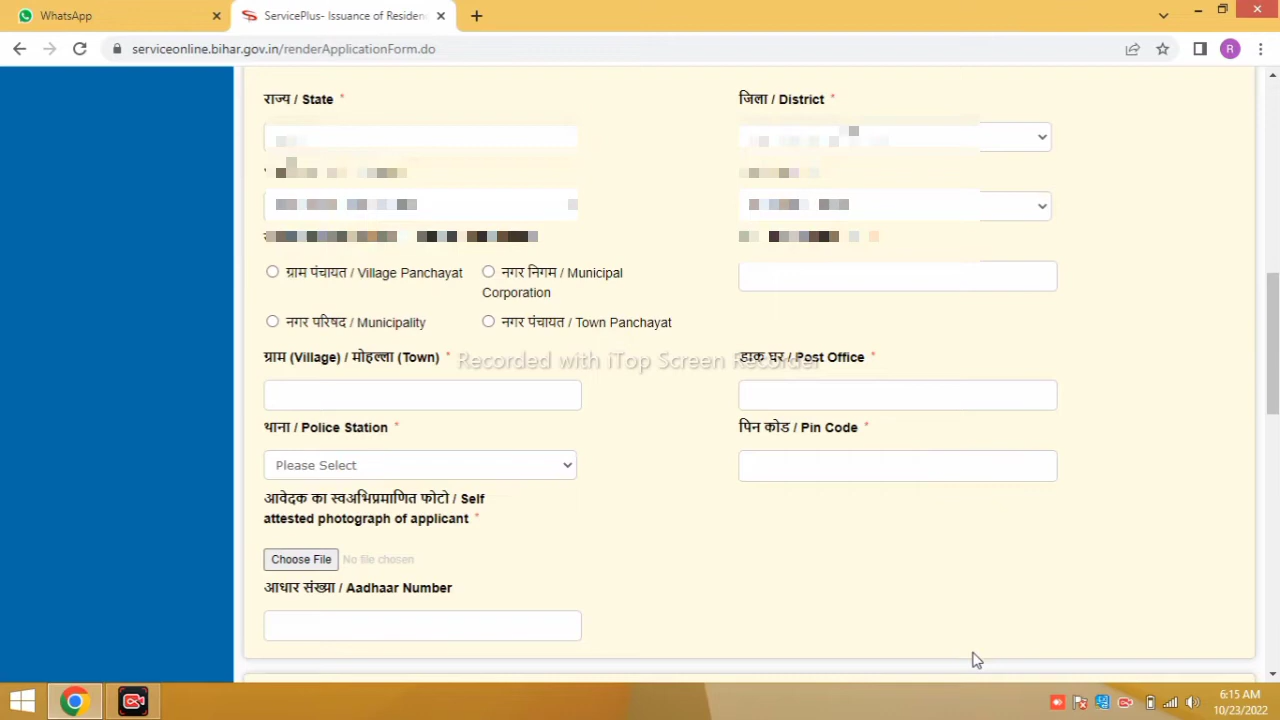 WhatsApp
ServicePlus- Issuance of Residen
serviceonline.bihar.gov.in/renderApplicationForm.do
R
राज्य / State *
जिला / District *
ग्राम पंचायत / Village Panchayat
नगर निगम / Municipal
Corporation
नगर परिषद / Municipality
नगर पंचायत / Town Panchayat
ग्राम (Village) / मोहल्ला (Town) *
डाक घर / Post Office *
Recorded with iTop Screen Recorder
थाना / Police Station *
पिन कोड / Pin Code *
Please Select
आवेदक का स्वअभिप्रमाणित फोटो / Self
attested photograph of applicant *
Choose File No file chosen
आधार संख्या / Aadhaar Number
6:15 AM
10/23/2022